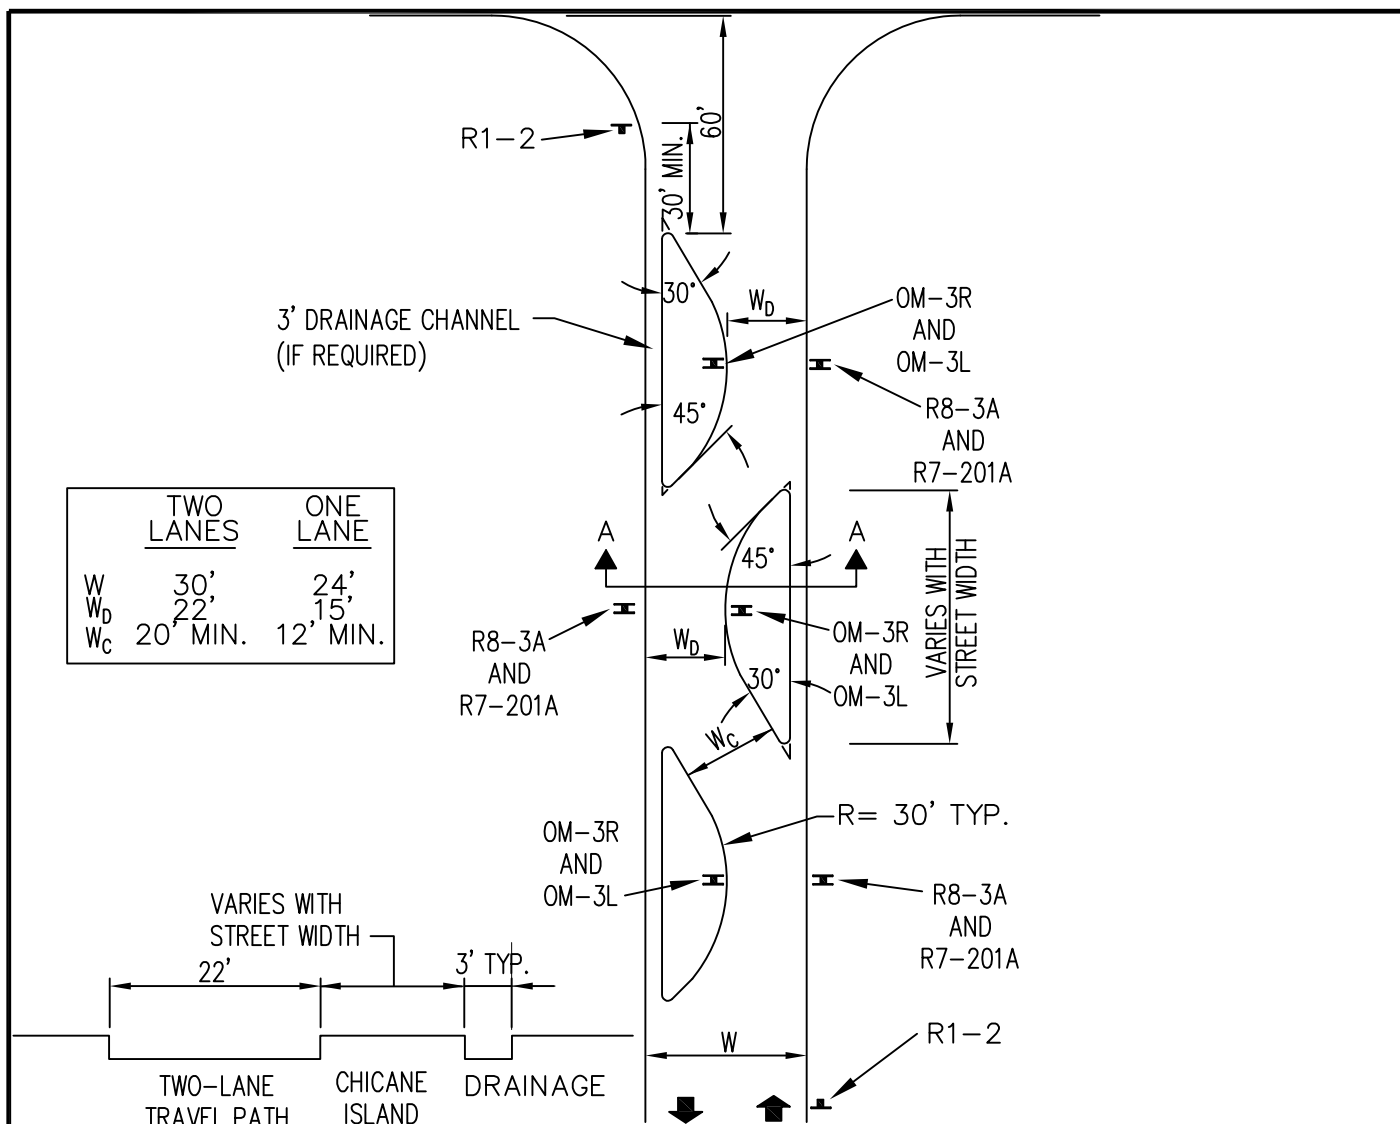 60'
R1-2
30' MIN.
30°
W_D
OM-3R
AND
OM-3L
3' DRAINAGE CHANNEL
(IF REQUIRED)
45°
R8-3A
AND
R7-201A
TWO LANES ONE LANE
W 30' 24'
W_D 22' 15'
W_C 20' MIN. 12' MIN.
A A
45°
VARIES WITH
STREET WIDTH
R8-3A
AND
R7-201A
W_D
OM-3R
AND
OM-3L
30°
W_C
R= 30' TYP.
OM-3R
AND
OM-3L
R8-3A
AND
R7-201A
VARIES WITH
STREET WIDTH
22'
3' TYP.
R1-2
W
TWO-LANE
TRAVEL PATH
CHICANE
ISLAND
DRAINAGE